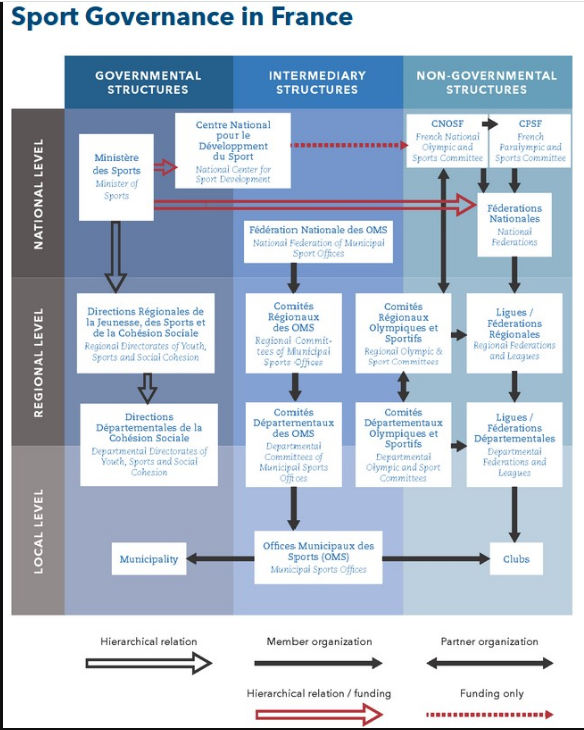 Sport Governance in France
GOVERNMENTAL
STRUCTURES
INTERMEDIARY
STRUCTURES
NON-GOVERNMENTAL
STRUCTURES
NATIONAL LEVEL
Ministère
des Sports
Minister of
Sports
Centre National
pour le
Développment
du Sport
National Center for
Sport Development
CNOSF
French National
Olympic and
Sports Committee
CPSF
French
Paralympic and
Sports Committee
Féderations
Nationales
National
Federations
Fédération Nationale des OMS
National Federation of Municipal
Sport Offices
REGIONAL LEVEL
Directions Régionales de
la Jeunesse, des Sports et
de la Cohésion Sociale
Regional Directorates of Youth,
Sports and Social Cohesion
Comités
Régionaux
des OMS
Regional Commit-
tees of Municipal
Sports Offices
Comités
Régionaux
Olympiques et
Sportifs
Regional Olympic &
Sport Committees
Ligues /
Féderations
Régionales
Regional Federations
and Leagues
Directions
Départementales de la
Cohésion Sociale
Departmental Directorates of
Youth, Sports and Social
Cohesion
Comités
Départementaux
des OMS
Departmental
Committees of
Municipal Sports
Offices
Comités
Départementaux
Olympiques et
Sportifs
Departmental
Olympic and Sport
Committees
Ligues /
Féderations
Départementales
Departmental
Federations and
Leagues
LOCAL LEVEL
Municipality
Offices Municipaux des
Sports (OMS)
Municipal Sports Offices
Clubs
Hierarchical relation
Member organization
Partner organization
Hierarchical relation / funding
Funding only